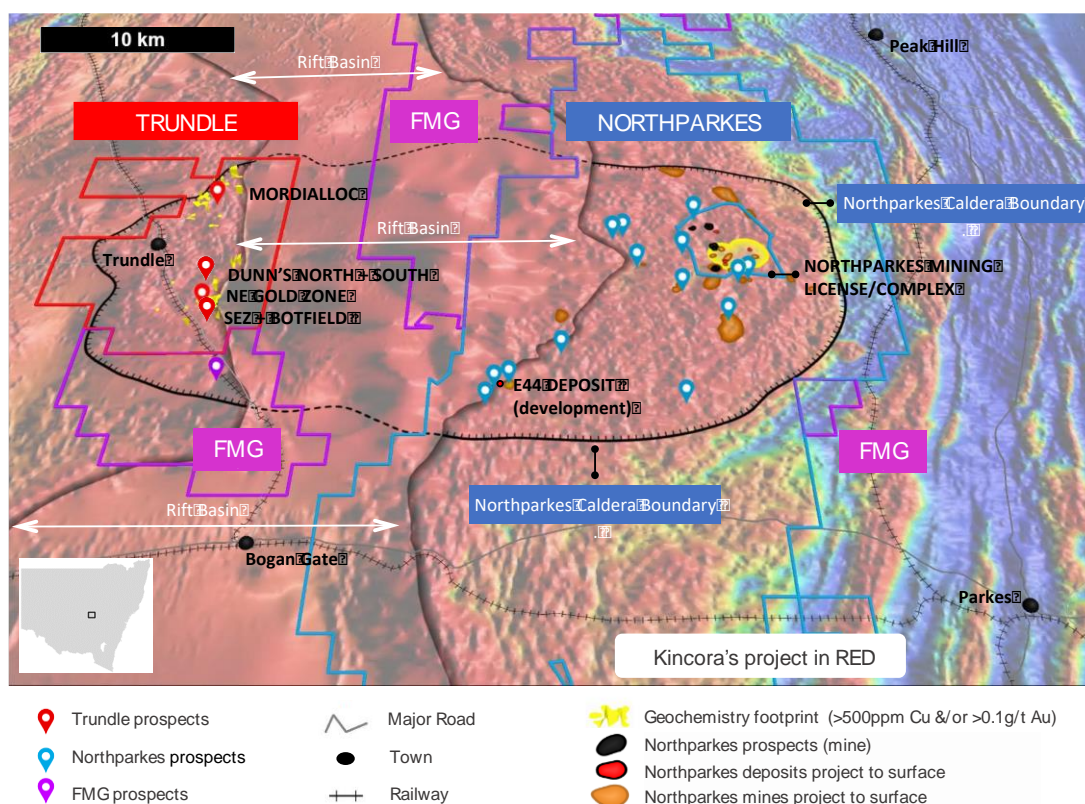 10 km
Peak Hill
Rift Basin
TRUNDLE
FMG
NORTHPARKES
MORDIALLOC
Northparkes Caldera Boundary
Rift Basin
Trundle
DUNN'S NORTH + SOUTH
NE GOLD ZONE
SEZ + BOTFIELD
NORTHPARKES MINING
LICENSE/COMPLEX
E44 DEPOSIT
(development)
FMG
FMG
Northparkes Caldera Boundary
Rift Basin
Bogan Gate
Parkes
Kincora's project in RED
Trundle prospects
Major Road
Geochemistry footprint (>500ppm Cu &/or >0.1g/t Au)
Northparkes prospects
Town
Northparkes prospects (mine)
FMG prospects
Railway
Northparkes deposits project to surface
Northparkes mines project to surface